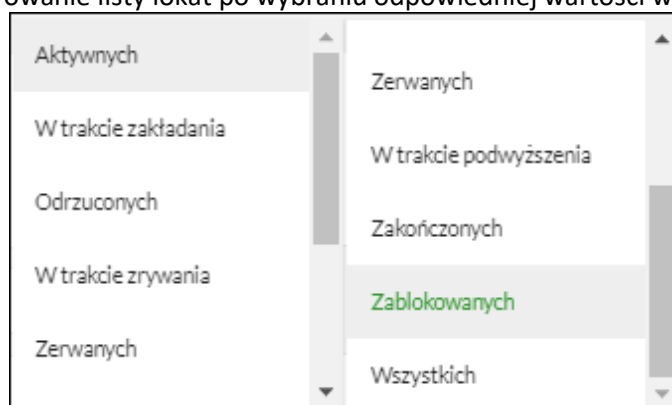 owanie listy lokat po wybraniu odpowiedniej wartości w
Aktywnych
W trakcie zakładania
Odrzuconych
W trakcie zrywania
Zerwanych
Zerwanych
W trakcie podwyższenia
Zakończonych
Zablokowanych
Wszystkich